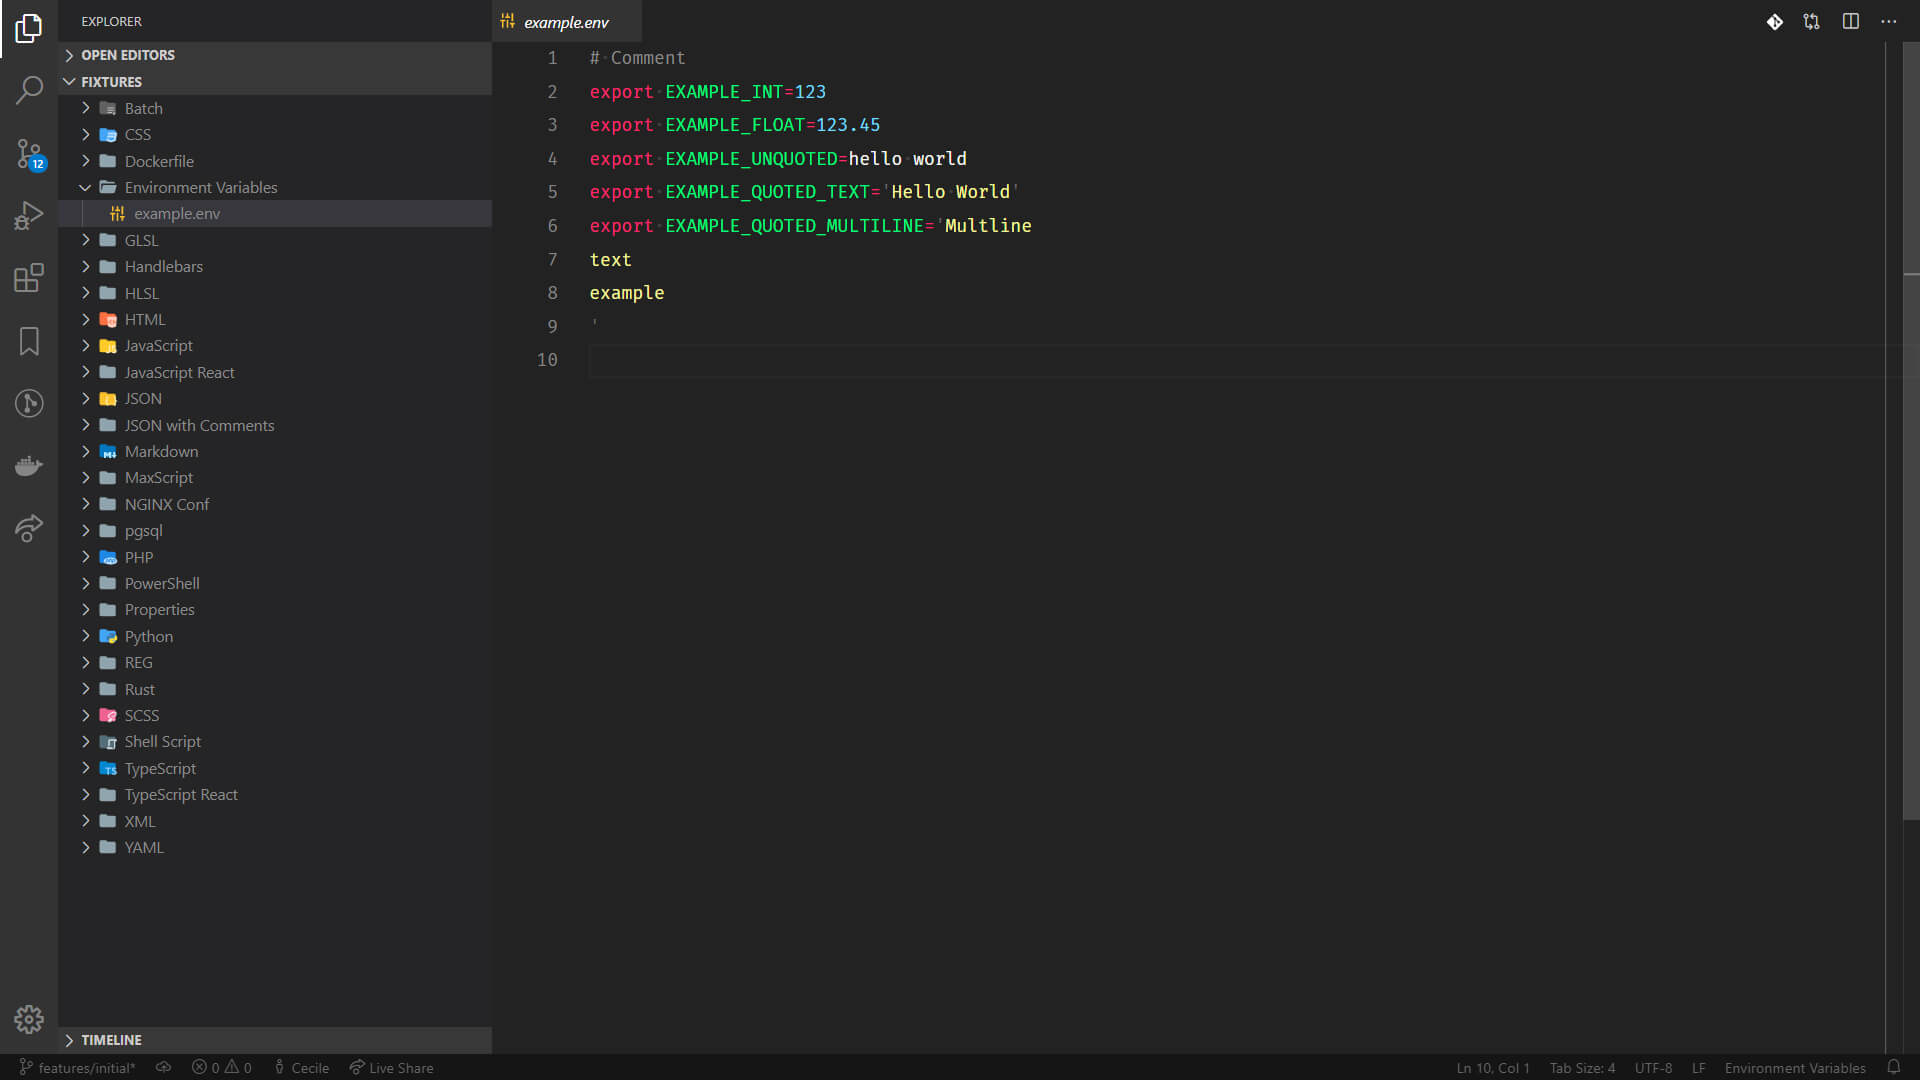 EXPLORER
OPEN EDITORS
FIXTURES
Batch
CSS
Dockerfile
Environment Variables
example.env
GLSL
Handlebars
HLSL
HTML
JavaScript
JavaScript React
JSON
JSON with Comments
Markdown
MaxScript
NGINX Conf
pgsql
PHP
PowerShell
Properties
Python
REG
Rust
SCSS
Shell Script
TypeScript
TypeScript React
XML
YAML
TIMELINE
12
example.env
1 # Comment
2 export EXAMPLE_INT=123
3 export EXAMPLE_FLOAT=123.45
4 export EXAMPLE_UNQUOTED=hello world
5 export EXAMPLE_QUOTED_TEXT='Hello World'
6 export EXAMPLE_QUOTED_MULTILINE='Multline
7 text
8 example
9 '
10
features/initial* 0 0 Cecile Live Share Ln 10, Col 1 Tab Size: 4 UTF-8 LF Environment Variables